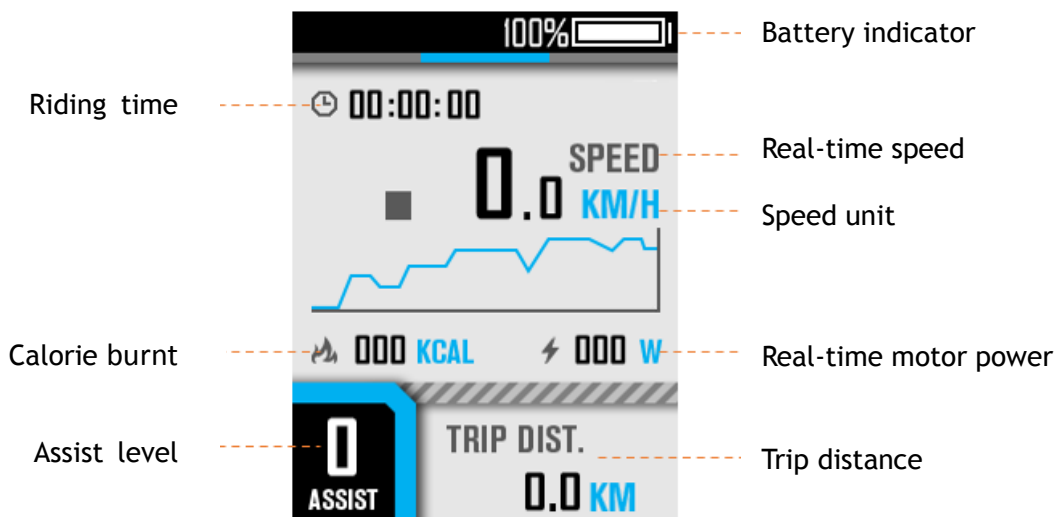 100%
Battery indicator
Riding time
00:00:00
SPEED
Real-time speed
0.0 KM/H
Speed unit
Calorie burnt
000 KCAL
000 W
Real-time motor power
0
ASSIST
Assist level
TRIP DIST.
0.0 KM
Trip distance